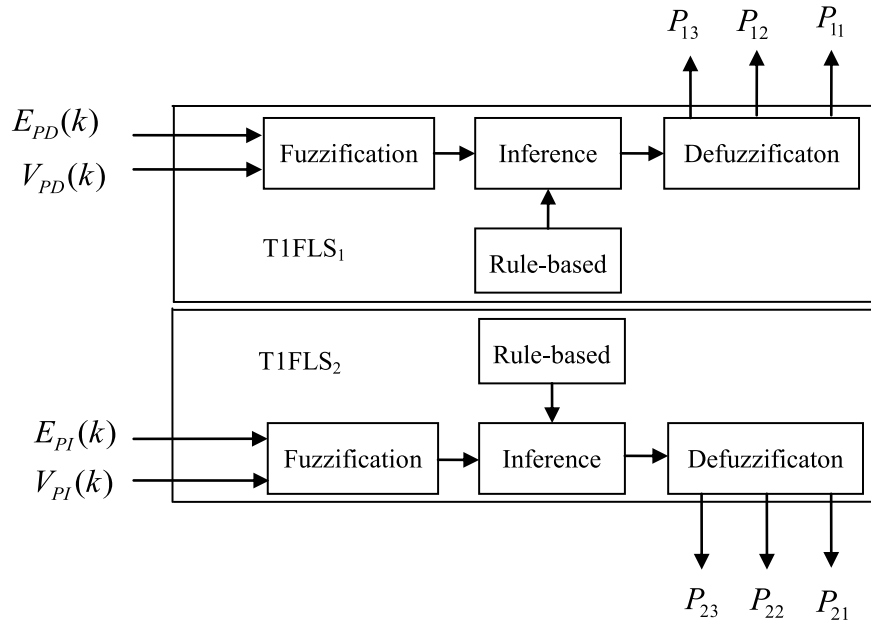 P13 P12 P11
EPD(k)
VPD(k)
Fuzzification
Inference
Defuzzificaton
T1FLS1
Rule-based
T1FLS2
Rule-based
EPI(k)
VPI(k)
Fuzzification
Inference
Defuzzificaton
P23 P22 P21